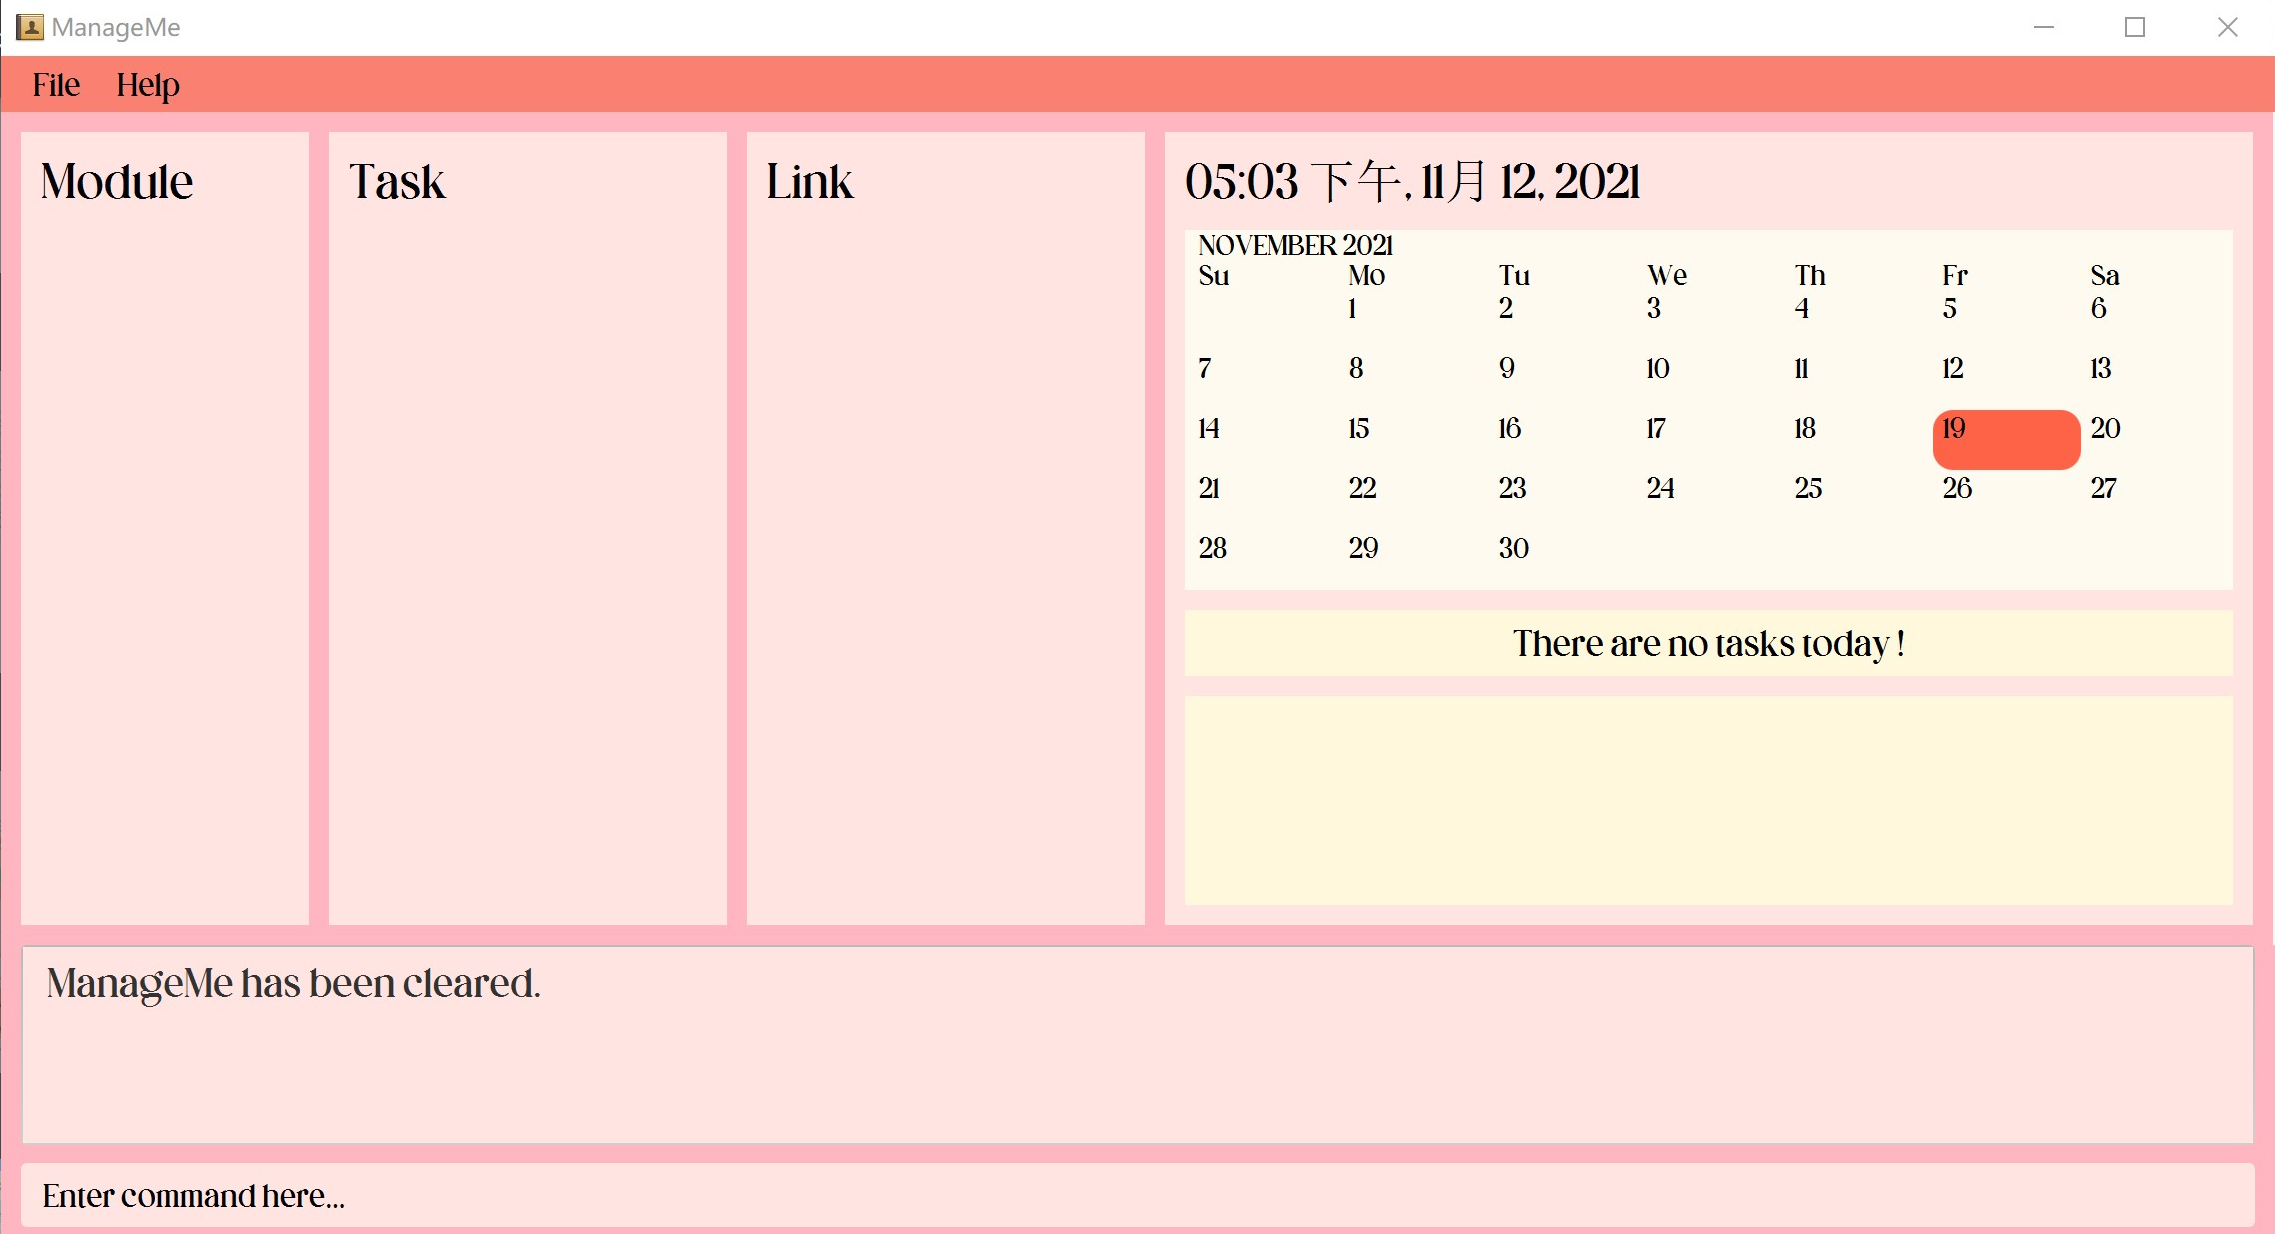 ManageMe
File Help
Module
Task
Link
05:03 下午, 11月 12, 2021
NOVEMBER 2021
Su Mo Tu We Th Fr Sa
1 2 3 4 5 6
7 8 9 10 11 12 13
14 15 16 17 18 19 20
21 22 23 24 25 26 27
28 29 30
There are no tasks today !
ManageMe has been cleared.
Enter command here...